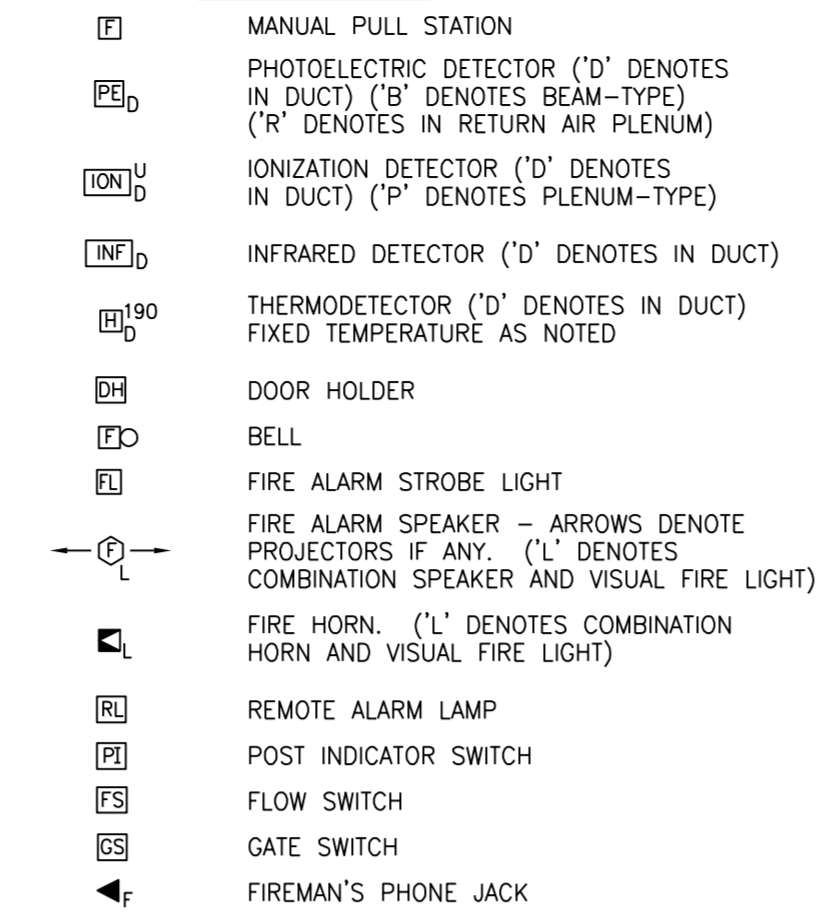 F MANUAL PULL STATION
PHOTOELECTRIC DETECTOR ('D' DENOTES
PE D IN DUCT) ('B' DENOTES BEAM-TYPE)
('R' DENOTES IN RETURN AIR PLENUM)
ION U D IONIZATION DETECTOR ('D' DENOTES
IN DUCT) ('P' DENOTES PLENUM-TYPE)
INF D INFRARED DETECTOR ('D' DENOTES IN DUCT)
H 190 D THERMODETECTOR ('D' DENOTES IN DUCT)
FIXED TEMPERATURE AS NOTED
DH DOOR HOLDER
F BELL
FL FIRE ALARM STROBE LIGHT
FIRE ALARM SPEAKER - ARROWS DENOTE
F L PROJECTORS IF ANY. ('L' DENOTES
COMBINATION SPEAKER AND VISUAL FIRE LIGHT)
L FIRE HORN. ('L' DENOTES COMBINATION
HORN AND VISUAL FIRE LIGHT)
RL REMOTE ALARM LAMP
PI POST INDICATOR SWITCH
FS FLOW SWITCH
GS GATE SWITCH
F FIREMAN'S PHONE JACK